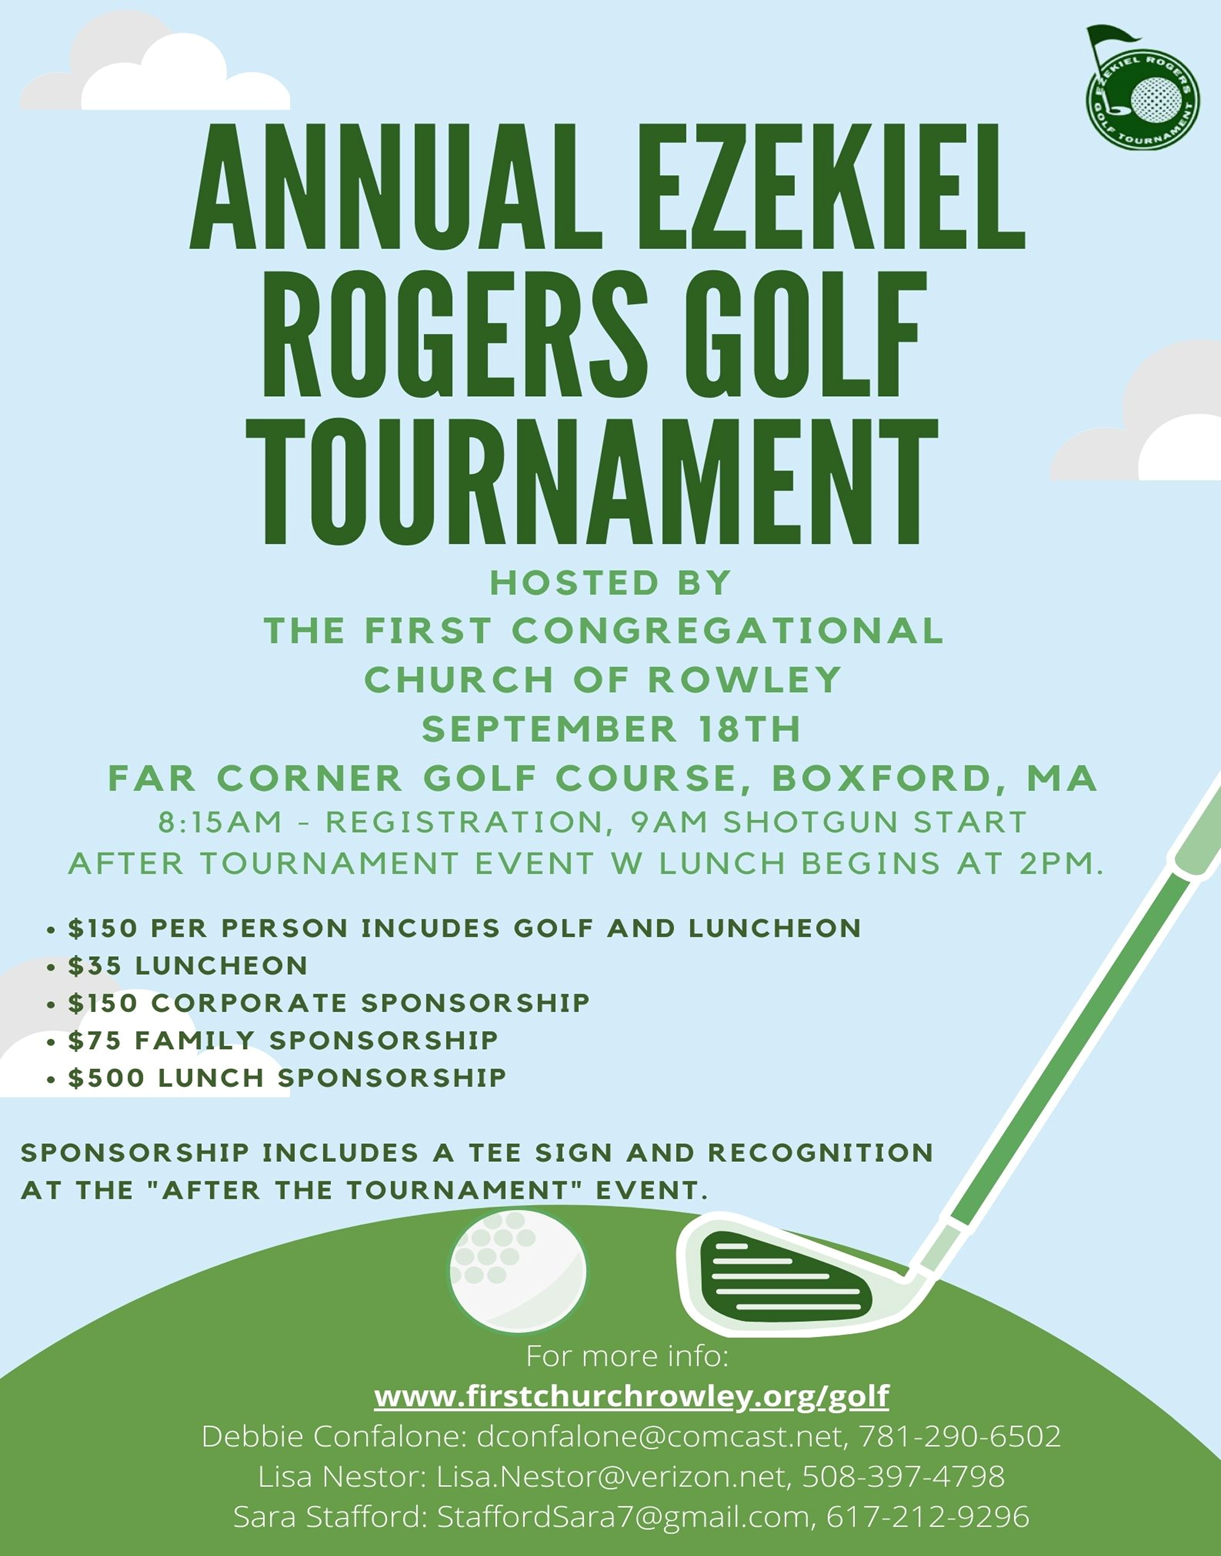 EZEKIEL ROGERS
GOLF TOURNAMENT
ANNUAL EZEKIEL
ROGERS GOLF
TOURNAMENT
HOSTED BY
THE FIRST CONGREGATIONAL
CHURCH OF ROWLEY
SEPTEMBER 18TH
FAR CORNER GOLF COURSE, BOXFORD, MA
8:15AM - REGISTRATION, 9AM SHOTGUN START
AFTER TOURNAMENT EVENT W LUNCH BEGINS AT 2PM.
• $150 PER PERSON INCUDES GOLF AND LUNCHEON
• $35 LUNCHEON
• $150 CORPORATE SPONSORSHIP
• $75 FAMILY SPONSORSHIP
• $500 LUNCH SPONSORSHIP
SPONSORSHIP INCLUDES A TEE SIGN AND RECOGNITION
AT THE "AFTER THE TOURNAMENT" EVENT.
For more info:
www.firstchurchrowley.org/golf
Debbie Confalone: dconfalone@comcast.net, 781-290-6502
Lisa Nestor: Lisa.Nestor@verizon.net, 508-397-4798
Sara Stafford: StaffordSara7@gmail.com, 617-212-9296